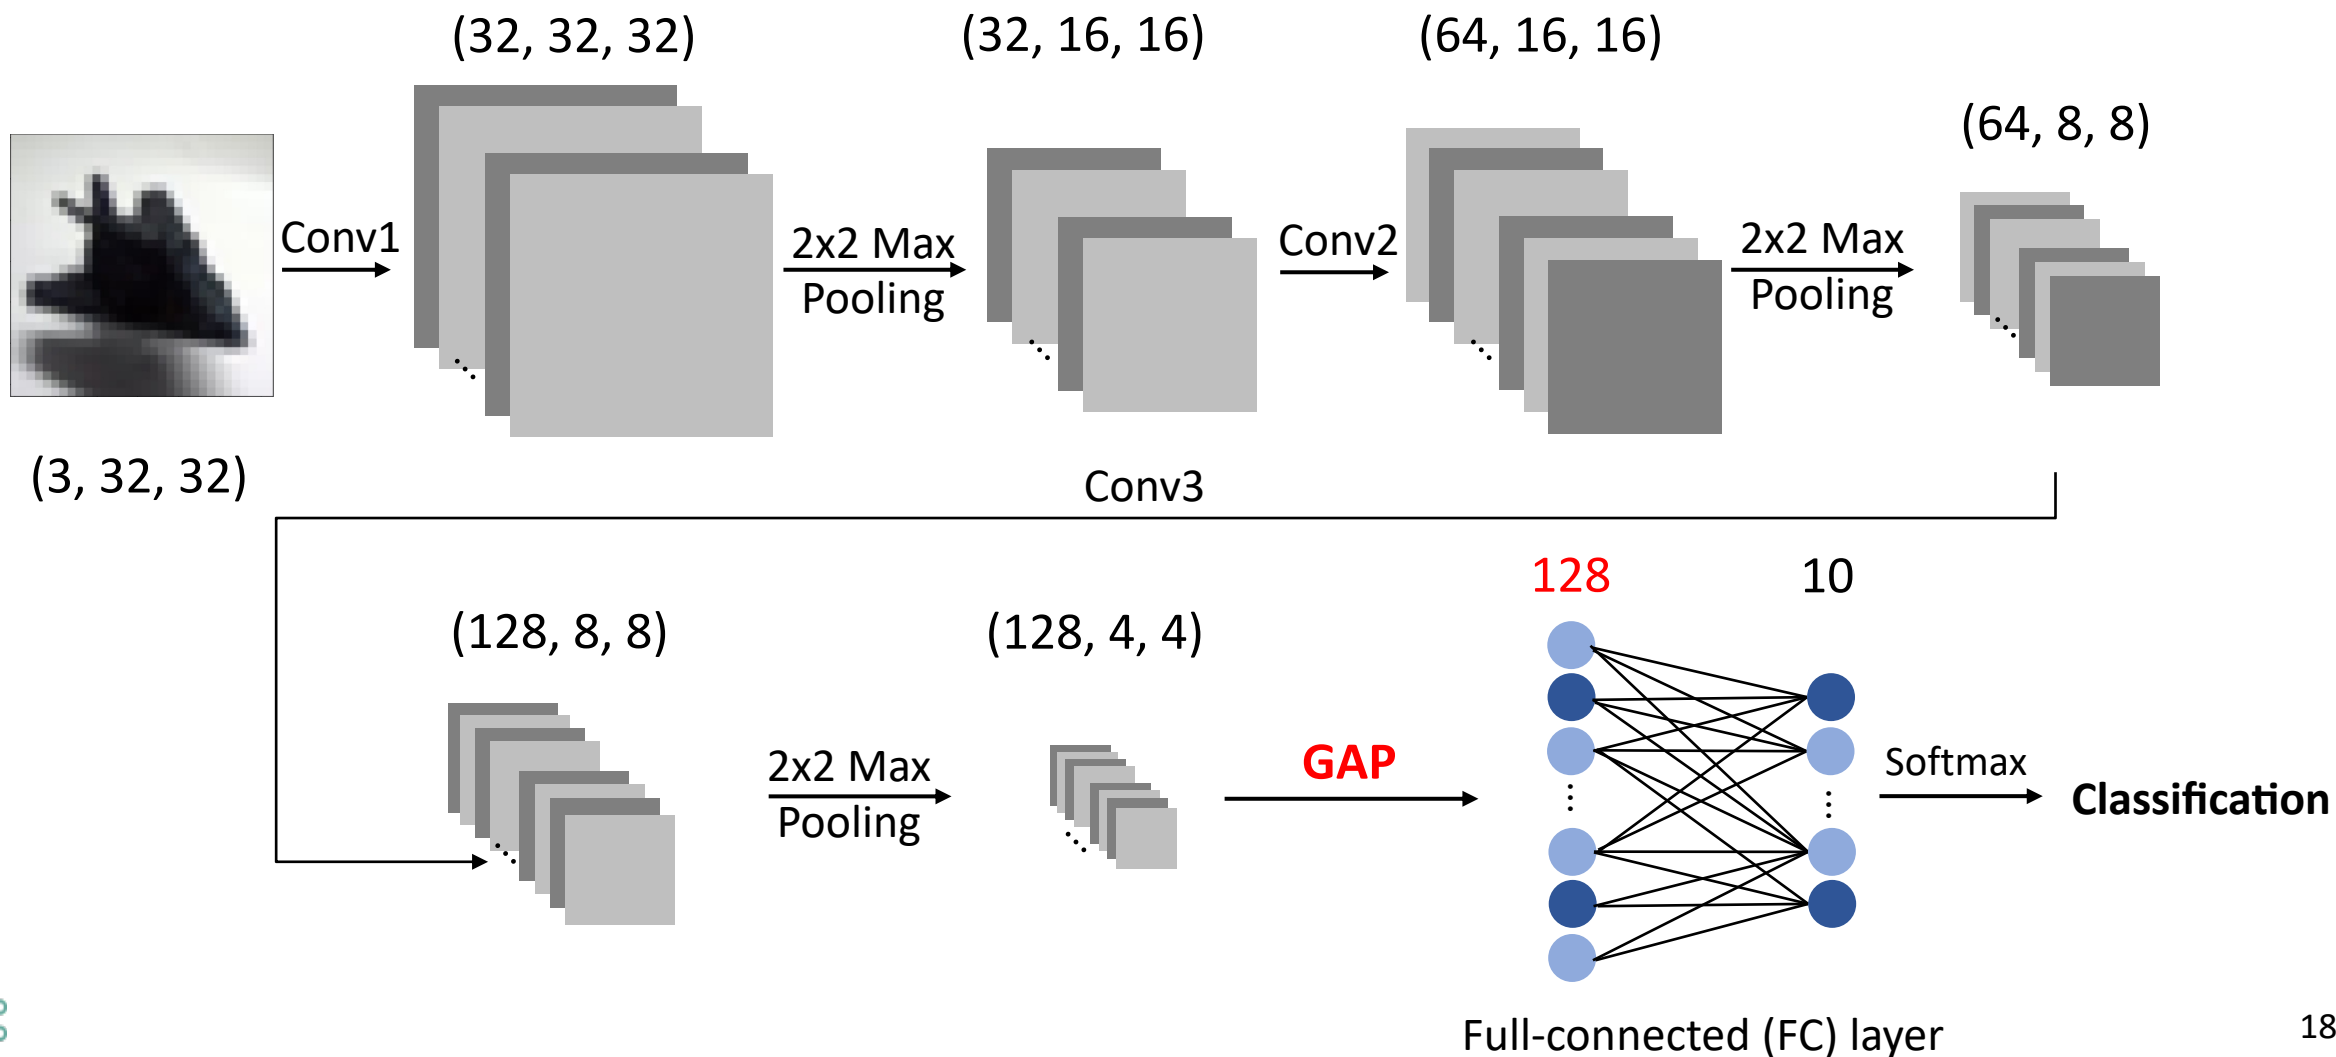 (32, 32, 32)
(32, 16, 16)
(64, 16, 16)
(64, 8, 8)
Conv1
2x2 Max
Pooling
Conv2
2x2 Max
Pooling
(3, 32, 32)
Conv3
128
10
(128, 8, 8)
(128, 4, 4)
2x2 Max
Pooling
GAP
Softmax
Classification
Full-connected (FC) layer
18